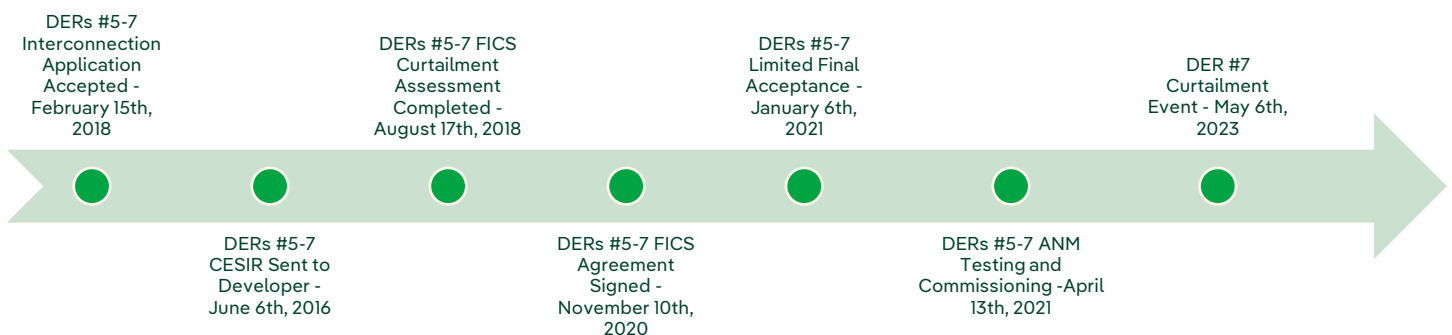 DERs #5-7
Interconnection
Application
Accepted -
February 15th,
2018
DERs #5-7
CESIR Sent to
Developer -
June 6th, 2016
DERs #5-7 FICS
Curtailment
Assessment
Completed -
August 17th, 2018
DERs #5-7 FICS
Agreement
Signed -
November 10th,
2020
DERs #5-7
Limited Final
Acceptance -
January 6th,
2021
DERs #5-7 ANM
Testing and
Commissioning -April
13th, 2021
DER #7
Curtailment
Event - May 6th,
2023